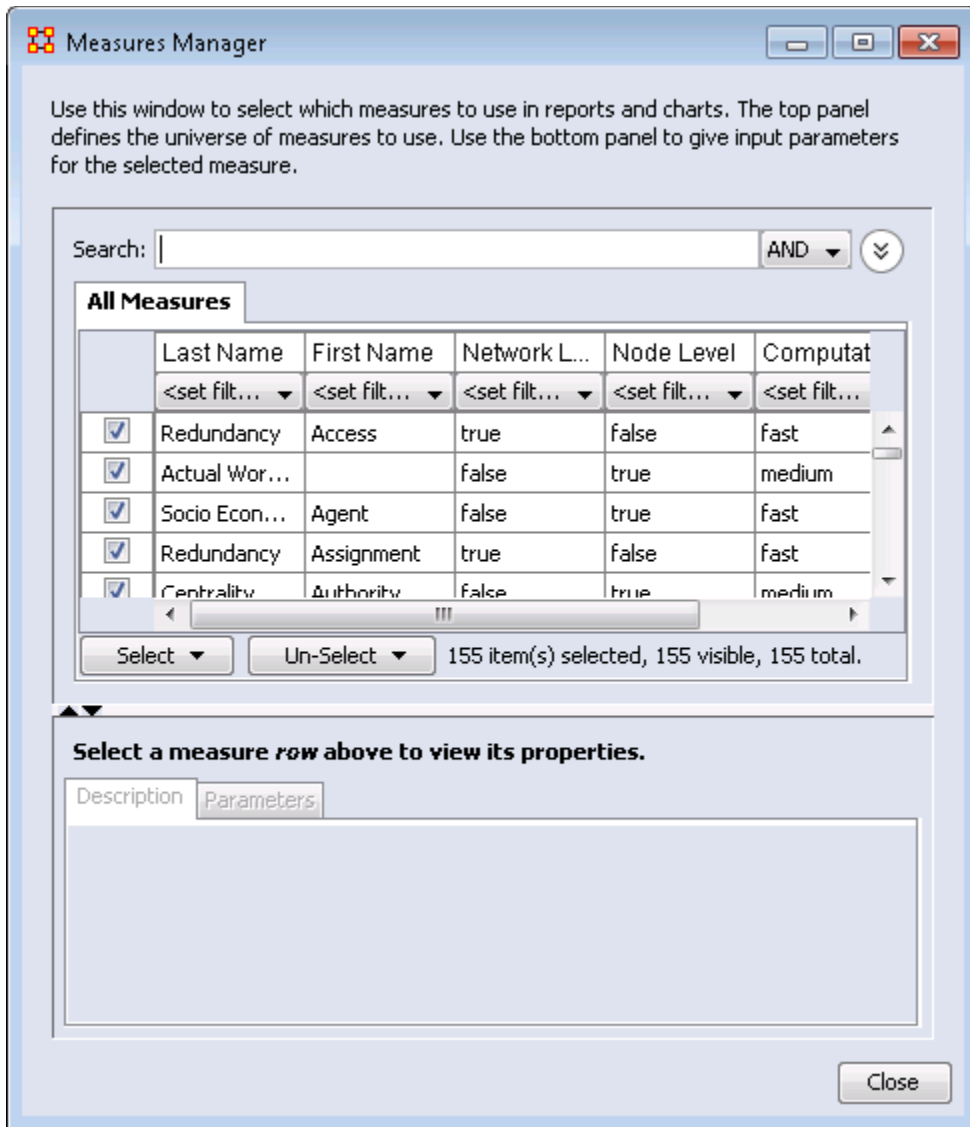 Measures Manager
Use this window to select which measures to use in reports and charts. The top panel
defines the universe of measures to use. Use the bottom panel to give input parameters
for the selected measure.
Search: AND
All Measures
Last Name First Name Network L... Node Level Computat
<set filt... <set filt... <set filt... <set filt... <set filt...
Redundancy Access true false fast
Actual Wor... false true medium
Socio Econ... Agent false true fast
Redundancy Assignment true false fast
Centrality Authority false true medium
Select Un-Select 155 item(s) selected, 155 visible, 155 total.
Select a measure row above to view its properties.
Description Parameters
Close